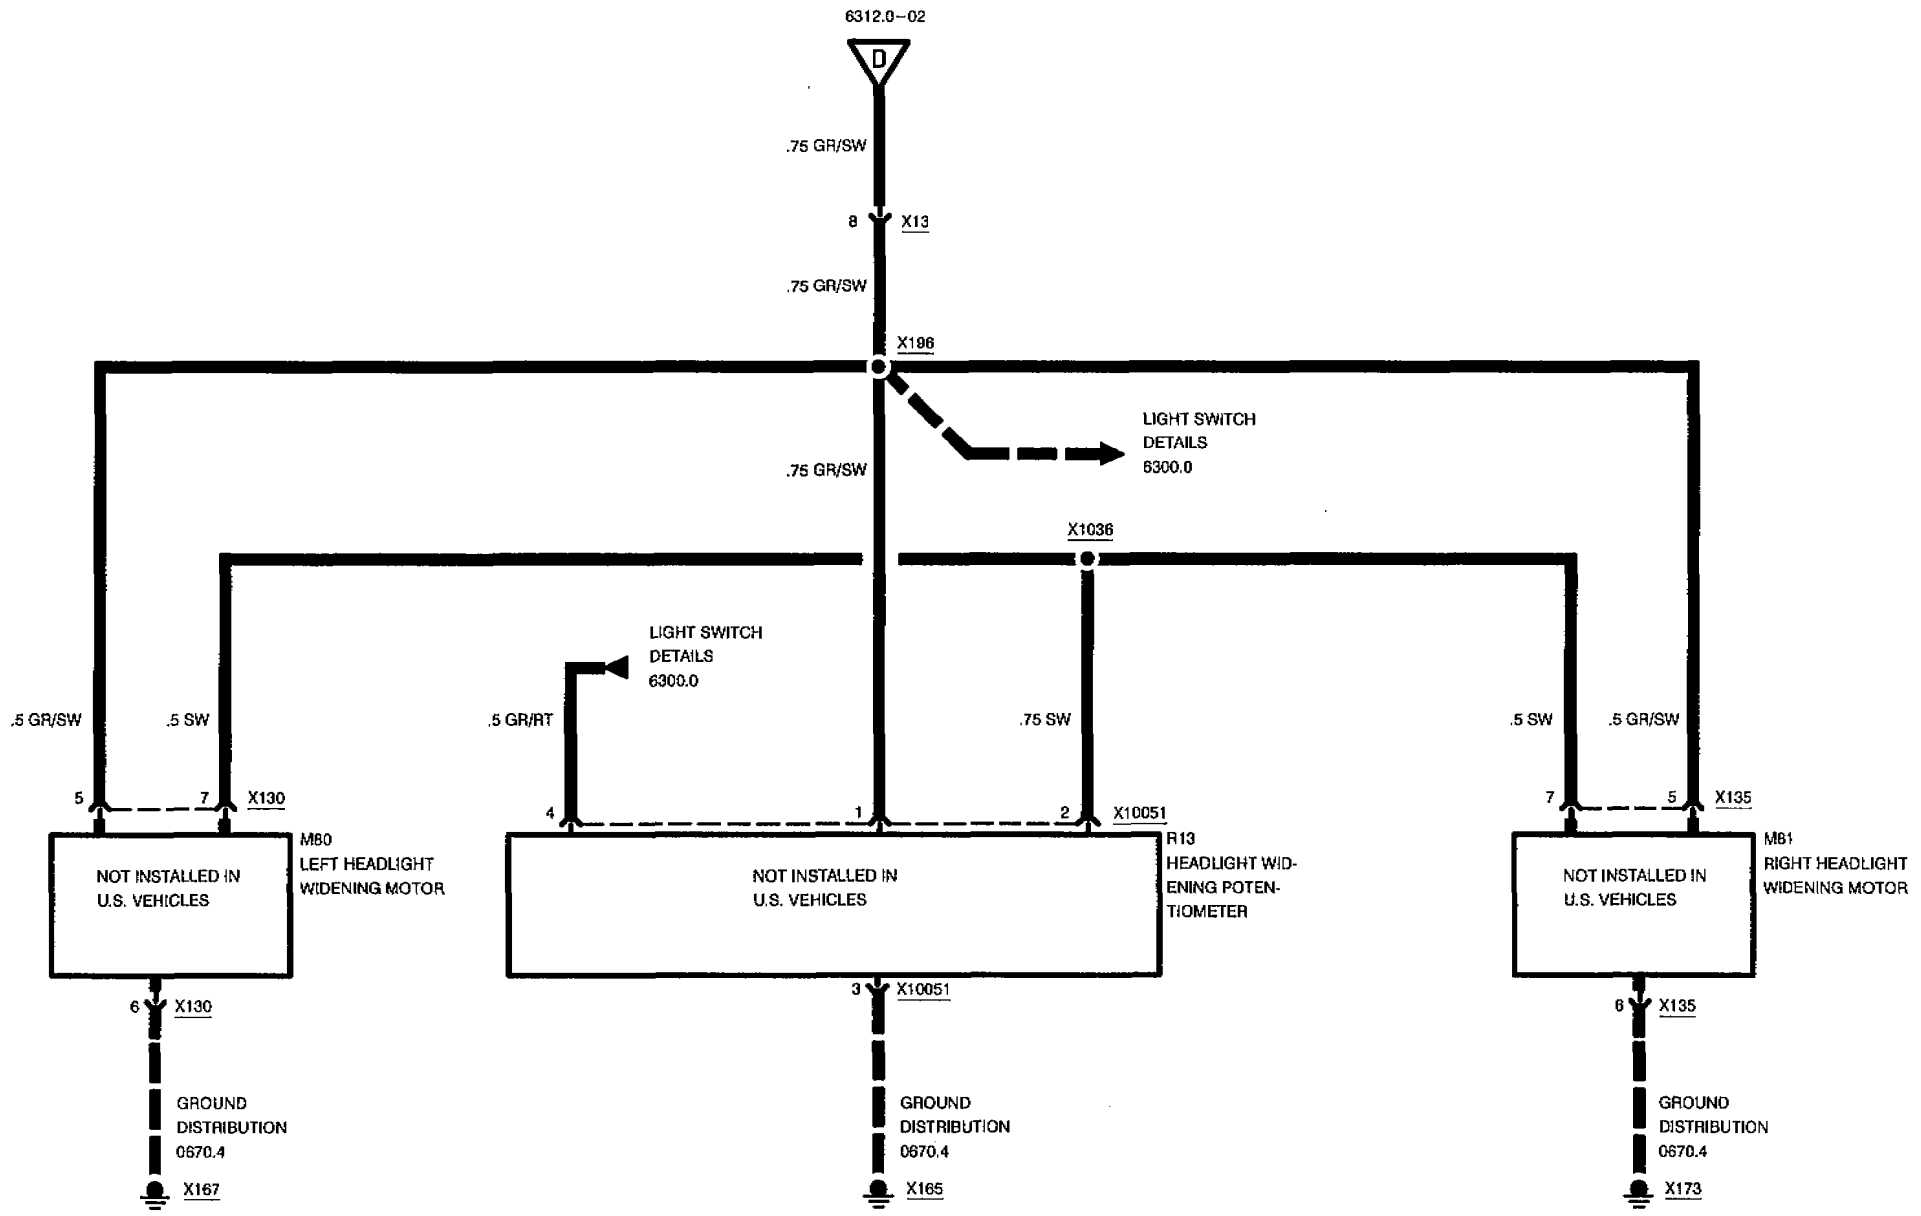 6312.0-02
D
.75 GR/SW
8 X13
.75 GR/SW
X196
LIGHT SWITCH
DETAILS
6300.0
.75 GR/SW
X1036
LIGHT SWITCH
DETAILS
6300.0
.5 GR/SW
.5 SW
.5 GR/RT
.75 SW
.5 SW
.5 GR/SW
5 7 X130
4 1 2 X10051
7 5 X135
M80
LEFT HEADLIGHT
WIDENING MOTOR
NOT INSTALLED IN
U.S. VEHICLES
R13
HEADLIGHT WID-
ENING POTEN-
TIOMETER
NOT INSTALLED IN
U.S. VEHICLES
M81
RIGHT HEADLIGHT
WIDENING MOTOR
NOT INSTALLED IN
U.S. VEHICLES
6 X130
3 X10051
6 X135
GROUND
DISTRIBUTION
0670.4
GROUND
DISTRIBUTION
0670.4
GROUND
DISTRIBUTION
0670.4
X167
X165
X173